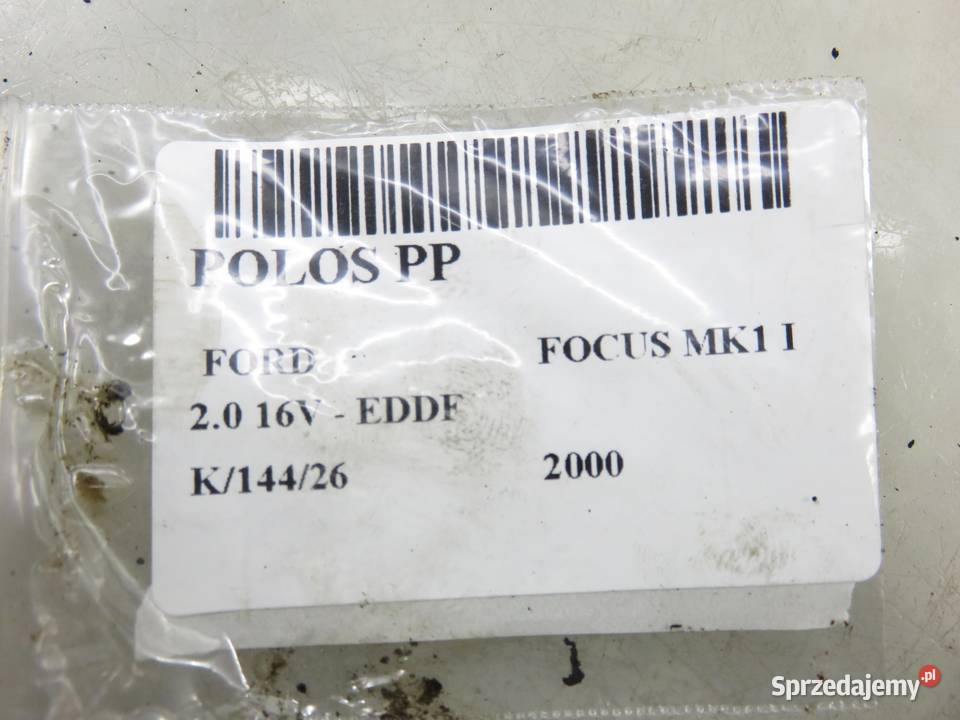 POLOS PP
FORD FOCUS MK1 I
2.0 16V - EDDF
K/144/26 2000
Sprzedajemy.pl